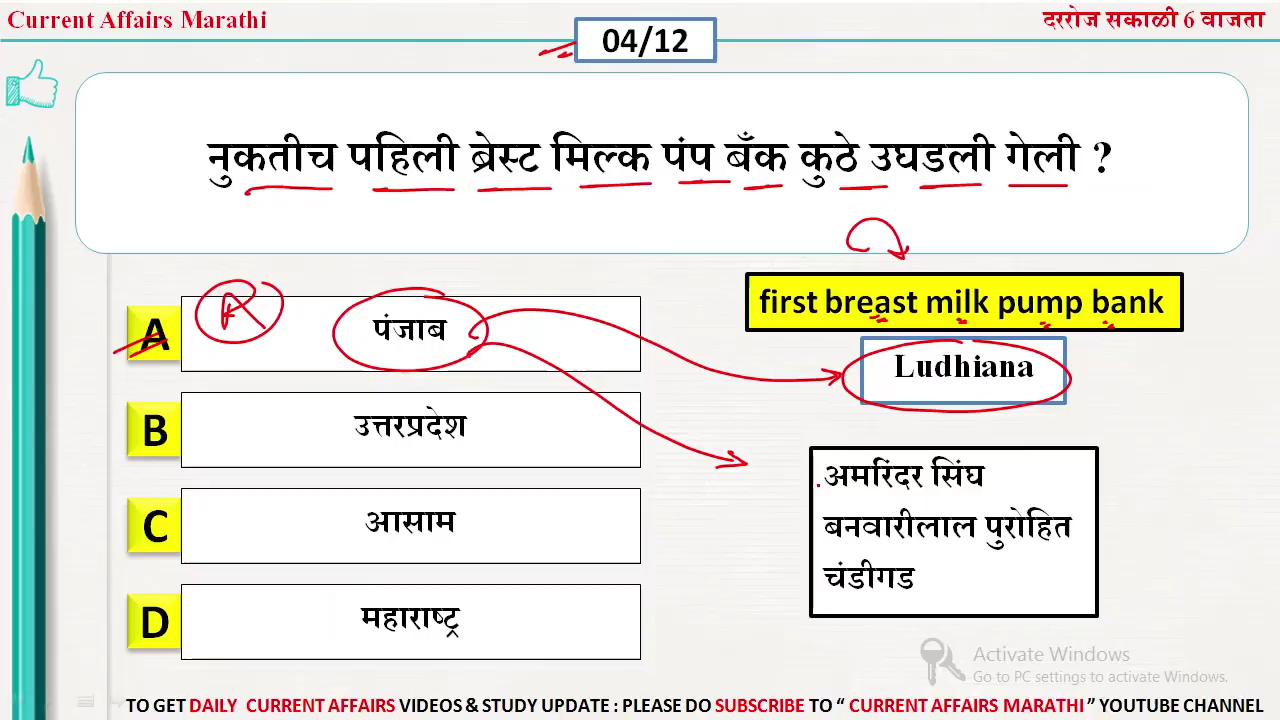 Current Affairs Marathi
दररोज सकाळी 6 वाजता
04/12
नुकतीच पहिली ब्रेस्ट मिल्क पंप बँक कुठे उघडली गेली ?
A
A
पंजाब
B
उत्तरप्रदेश
C
आसाम
D
महाराष्ट्र
first breast milk pump bank
Ludhiana
अमरिंदर सिंघ
बनवारीलाल पुरोहित
चंडीगड
Activate Windows
Go to PC settings to activate Windows.
TO GET DAILY CURRENT AFFAIRS VIDEOS & STUDY UPDATE : PLEASE DO SUBSCRIBE TO “ CURRENT AFFAIRS MARATHI ” YOUTUBE CHANNEL